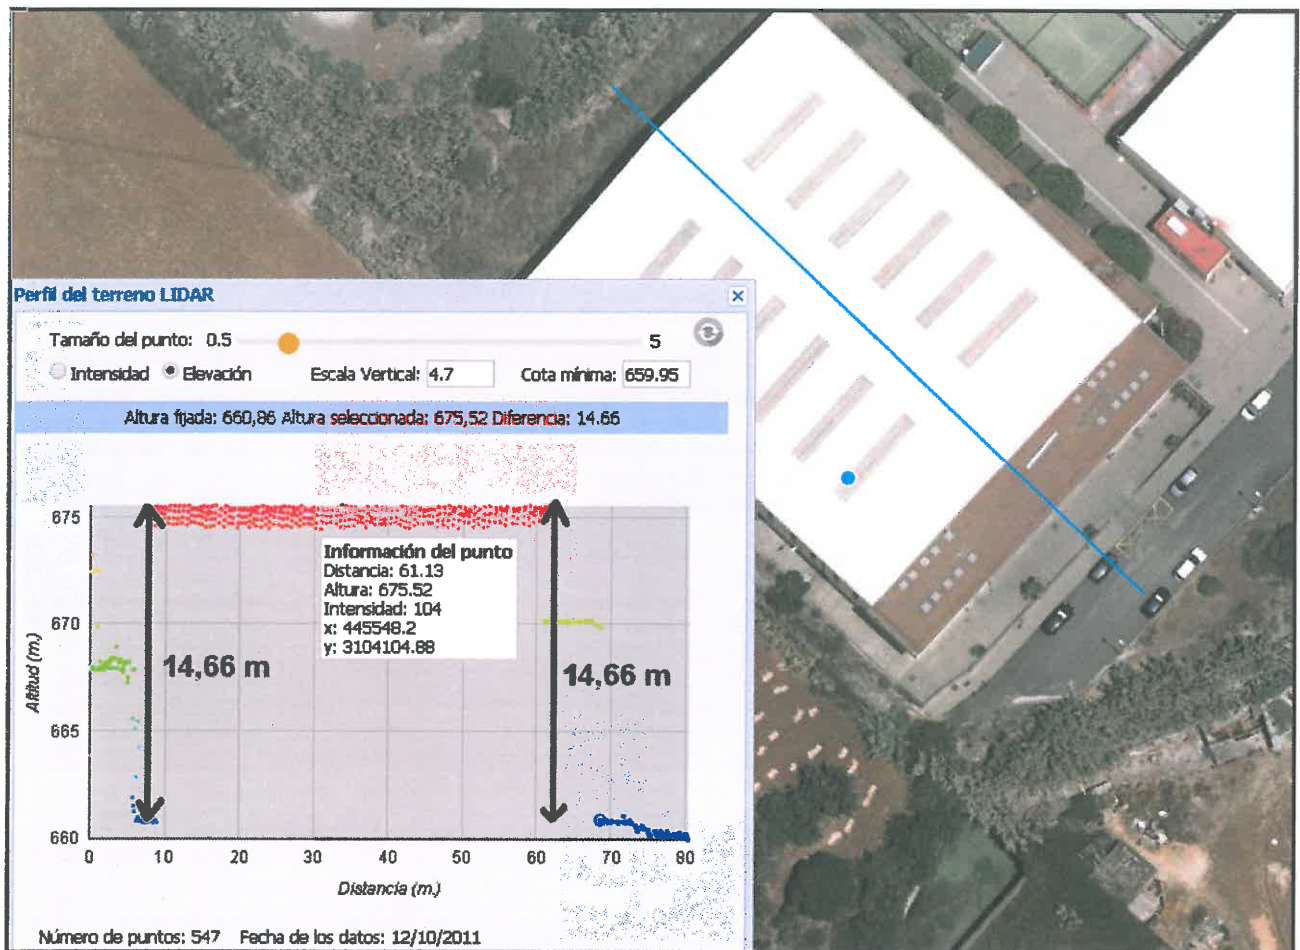 Perfil del terreno LIDAR
Tamaño del punto: 0.5 5
Intensidad Elevación Escala Vertical: 4.7 Cota mínima: 659.95
Altura fijada: 660,86 Altura seleccionada: 675,52 Diferencia: 14.66
675
670
665
660
Altitud (m.)
14,66 m
Información del punto
Distancia: 61.13
Altura: 675.52
Intensidad: 104
x: 445548.2
y: 3104104.88
14,66 m
0 10 20 30 40 50 60 70 80
Distancia (m.)
Número de puntos: 547 Fecha de los datos: 12/10/2011